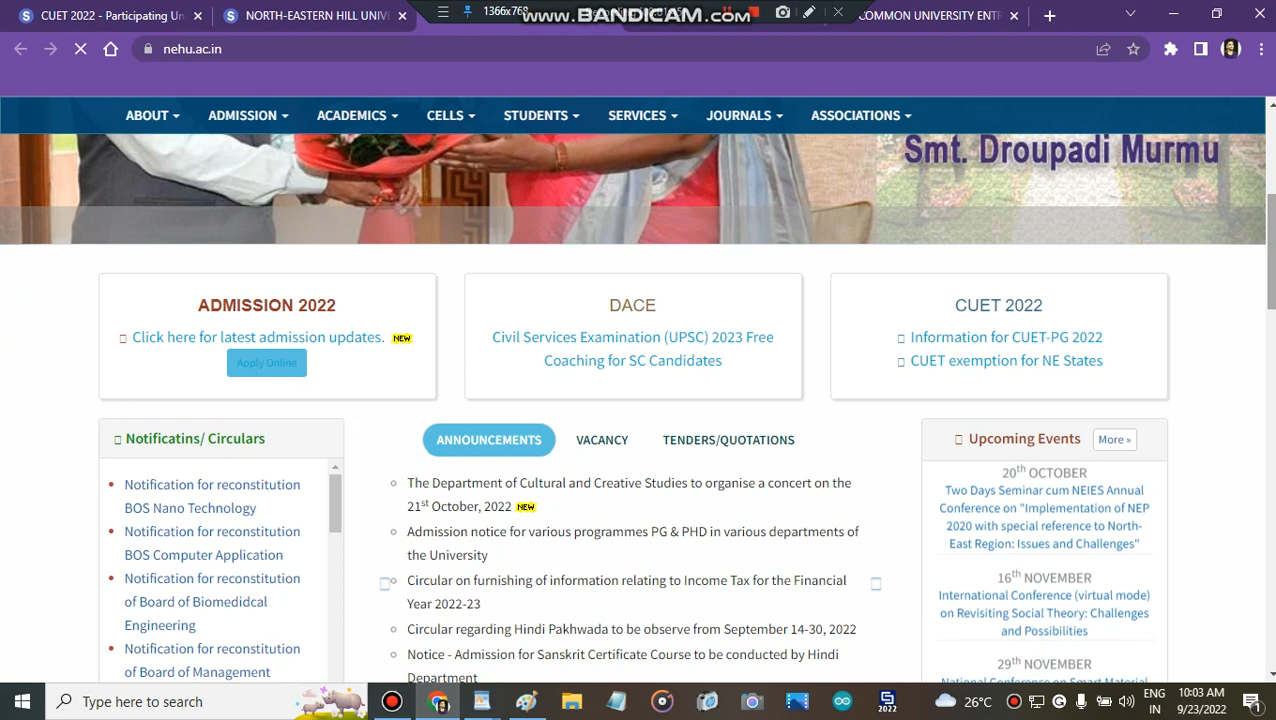 CUET 2022 - Participating Un
NORTH-EASTERN HILL UNIV
1366x768
www.BANDICAM.com
COMMON UNIVERSITY ENT
nehu.ac.in
ABOUT ADMISSION ACADEMICS CELLS STUDENTS SERVICES JOURNALS ASSOCIATIONS
Smt. Droupadi Murmu
ADMISSION 2022
Click here for latest admission updates. NEW
Apply Online
DACE
Civil Services Examination (UPSC) 2023 Free
Coaching for SC Candidates
CUET 2022
Information for CUET-PG 2022
CUET exemption for NE States
Notificatins/ Circulars
Notification for reconstitution
BOS Nano Technology
Notification for reconstitution
BOS Computer Application
Notification for reconstitution
of Board of Biomedidcal
Engineering
Notification for reconstitution
of Board of Management
ANNOUNCEMENTS VACANCY TENDERS/QUOTATIONS
The Department of Cultural and Creative Studies to organise a concert on the
21st October, 2022 NEW
Admission notice for various programmes PG & PHD in various departments of
the University
Circular on furnishing of information relating to Income Tax for the Financial
Year 2022-23
Circular regarding Hindi Pakhwada to be observe from September 14-30, 2022
Notice - Admission for Sanskrit Certificate Course to be conducted by Hindi
Department
Upcoming Events More »
20th OCTOBER
Two Days Seminar cum NEIES Annual
Conference on "Implementation of NEP
2020 with special reference to North-
East Region: Issues and Challenges"
16th NOVEMBER
International Conference (virtual mode)
on Revisiting Social Theory: Challenges
and Possibilities
29th NOVEMBER
National Conference on Smart Material
Type here to search
2022
26°C
ENG
IN
10:03 AM
9/23/2022
1